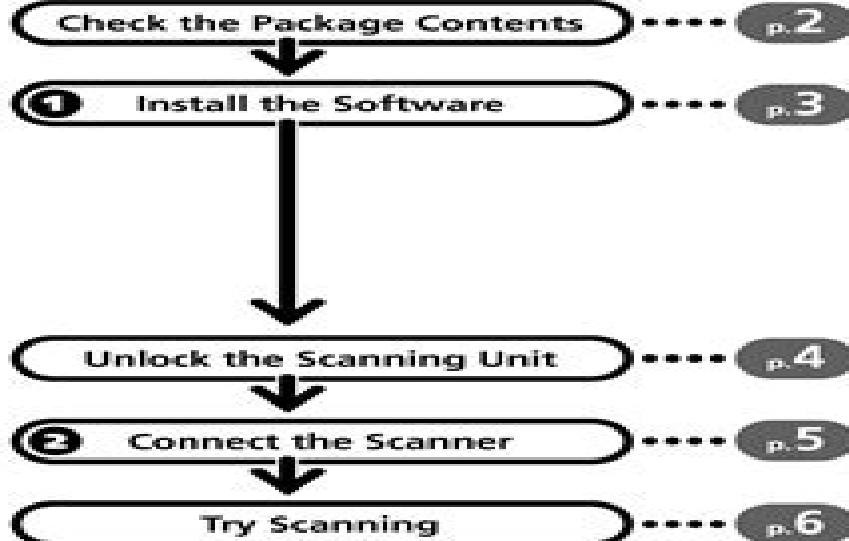 Check the Package Contents p.2
1 Install the Software p.3
Unlock the Scanning Unit p.4
2 Connect the Scanner p.5
Try Scanning p.6